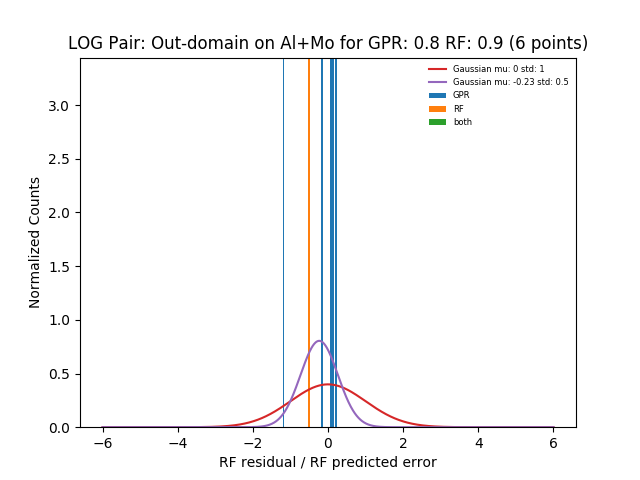 LOG Pair: Out-domain on Al+Mo for GPR: 0.8 RF: 0.9 (6 points)
Gaussian mu: 0 std: 1
Gaussian mu: -0.23 std: 0.5
GPR
RF
both
Normalized Counts
3.0
2.5
2.0
1.5
1.0
0.5
0.0
−6 −4 −2 0 2 4 6
RF residual / RF predicted error